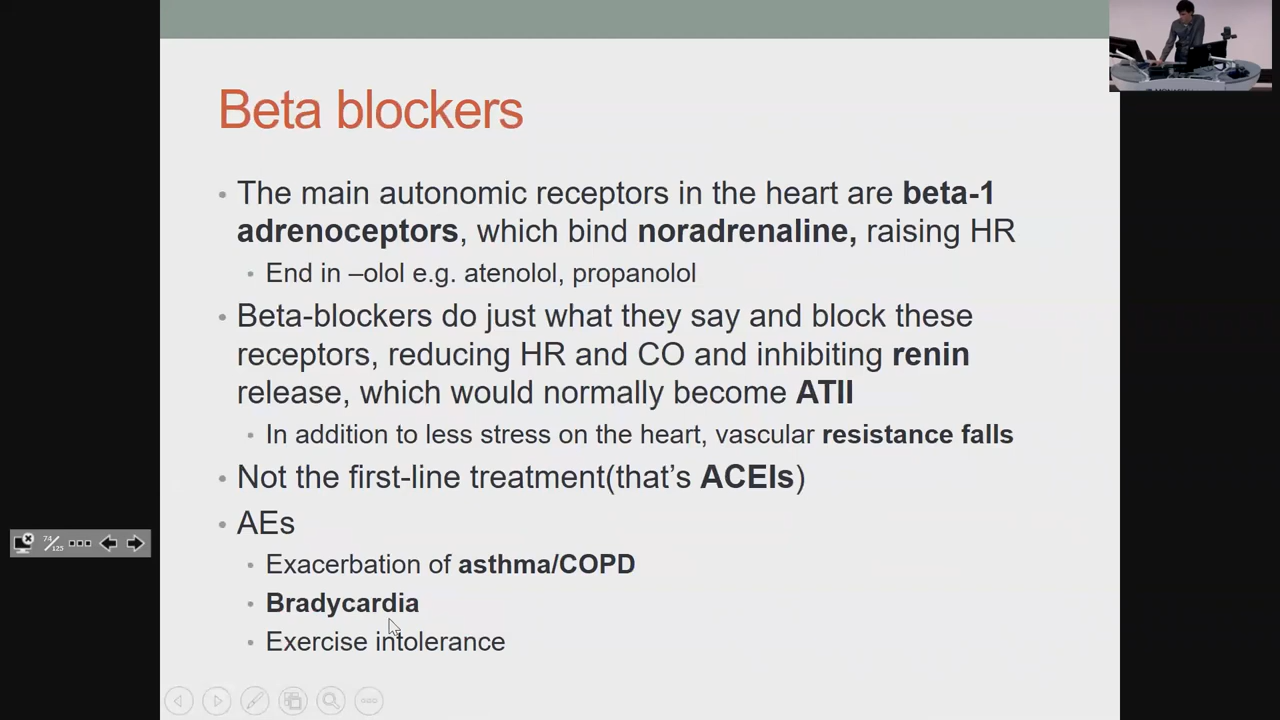 Beta blockers
• The main autonomic receptors in the heart are beta-1
adrenoceptors, which bind noradrenaline, raising HR
• End in –olol e.g. atenolol, propanolol
• Beta-blockers do just what they say and block these
receptors, reducing HR and CO and inhibiting renin
release, which would normally become ATII
• In addition to less stress on the heart, vascular resistance falls
• Not the first-line treatment(that's ACEIs)
• AEs
• Exacerbation of asthma/COPD
• Bradycardia
• Exercise intolerance
74/125